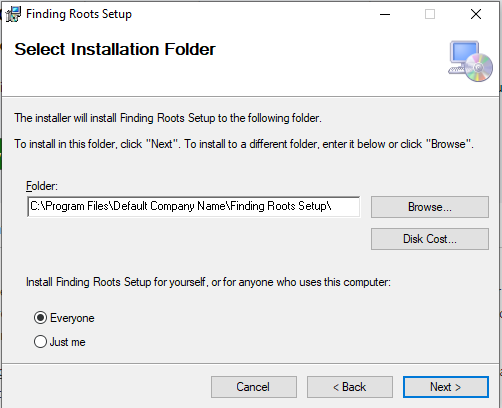 Finding Roots Setup
Select Installation Folder
The installer will install Finding Roots Setup to the following folder.
To install in this folder, click "Next". To install to a different folder, enter it below or click "Browse".
Folder:
C:\Program Files\Default Company Name\Finding Roots Setup\
Browse...
Disk Cost...
Install Finding Roots Setup for yourself, or for anyone who uses this computer:
Everyone
Just me
Cancel
< Back
Next >